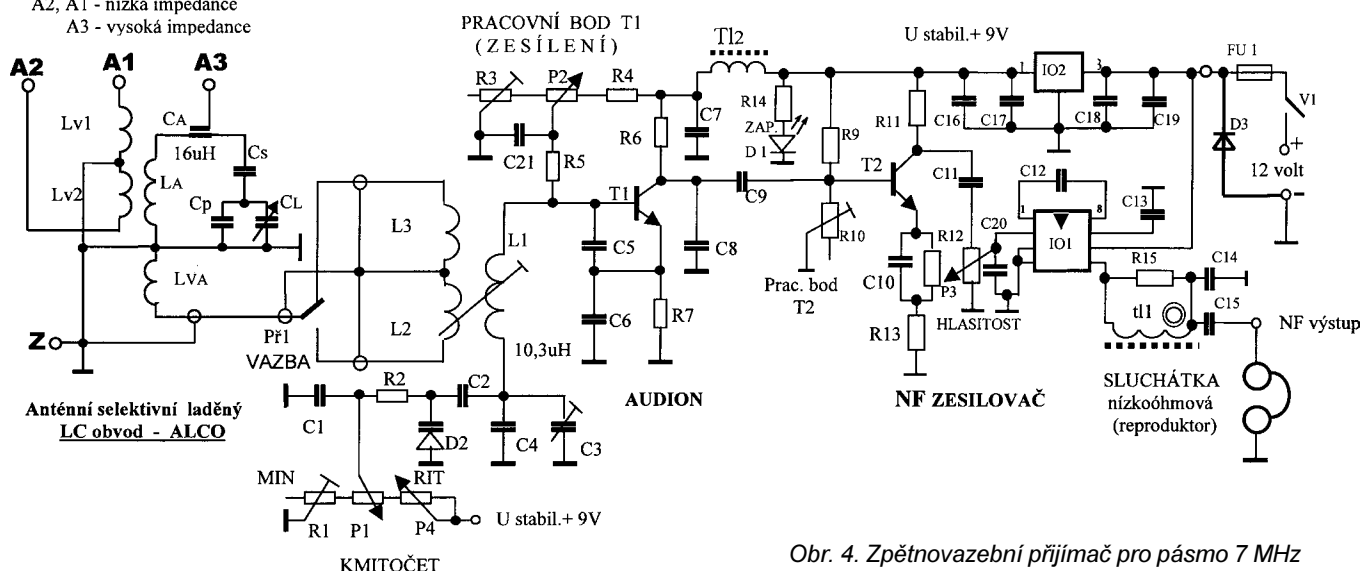 A2, A1 - nízká impedance
A3 - vysoká impedance
A2
A1
A3
Lv1
Lv2
CA
16uH
LA
Cs
Cp
CL
LVA
Z
Př1
VAZBA
Anténní selektivní laděný
LC obvod - ALCO
L3
L2
L1
10,3uH
PRACOVNÍ BOD T1
(ZESÍLENÍ)
R3
P2
R4
C21
R5
R6
C7
Tl2
T1
C5
C6
R7
C8
AUDION
C1
R2
C2
D2
C4
C3
MIN
RIT
R1
P1
P4
U stabil.+ 9V
KMITOČET
U stabil.+ 9V
R14
ZAP.
D1
R9
C9
R10
Prac. bod
T2
R11
T2
C10
R12
R13
C11
P3
HLASITOST
C20
NF ZESILOVAČ
C16
C17
1
IO2
3
C18
C19
C12
1
8
IO1
C13
R15
tl1
C14
C15
FU 1
V1
D3
+
12 volt
-
NF výstup
SLUCHÁTKA
nízkoóhmová
(reproduktor)
Obr. 4. Zpětnovazební přijímač pro pásmo 7 MHz